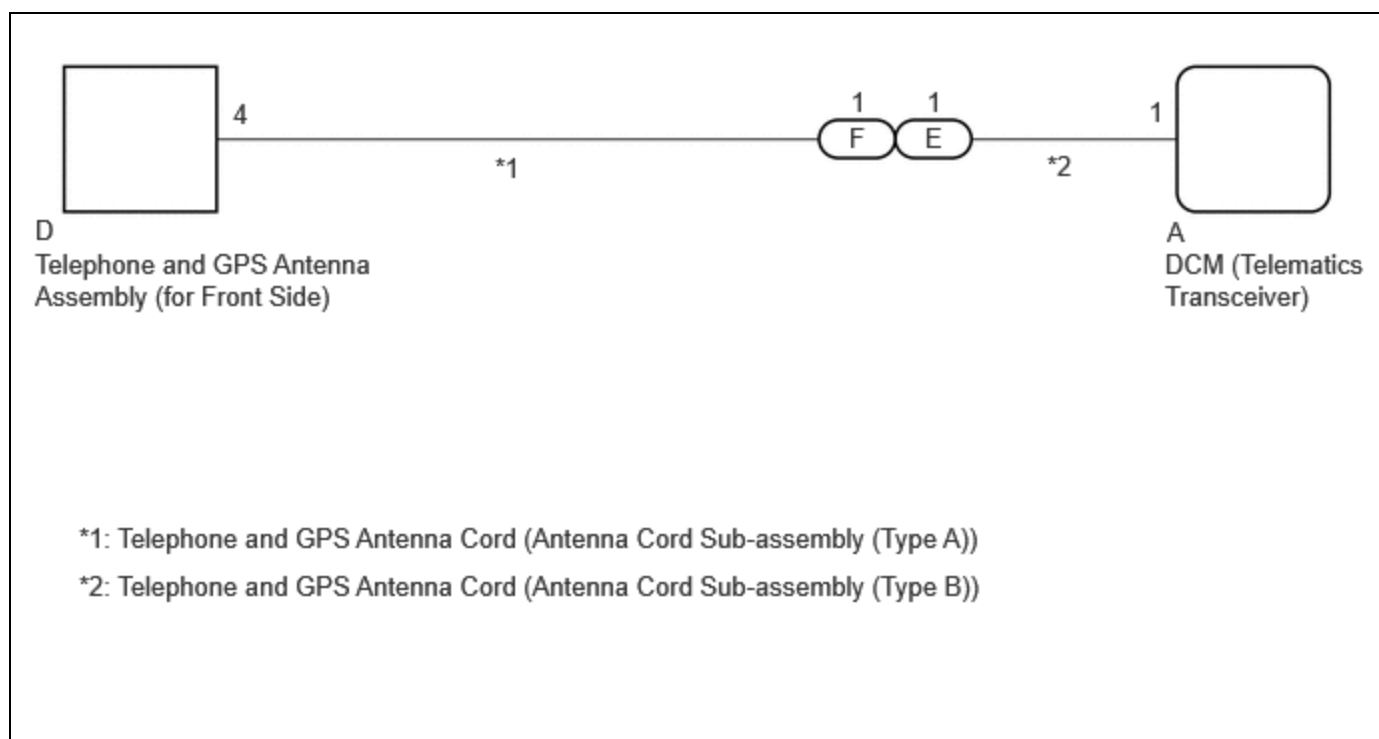 4
*1
1 1
F E
*2
1
D
Telephone and GPS Antenna
Assembly (for Front Side)
A
DCM (Telematics
Transceiver)
*1: Telephone and GPS Antenna Cord (Antenna Cord Sub-assembly (Type A))
*2: Telephone and GPS Antenna Cord (Antenna Cord Sub-assembly (Type B))